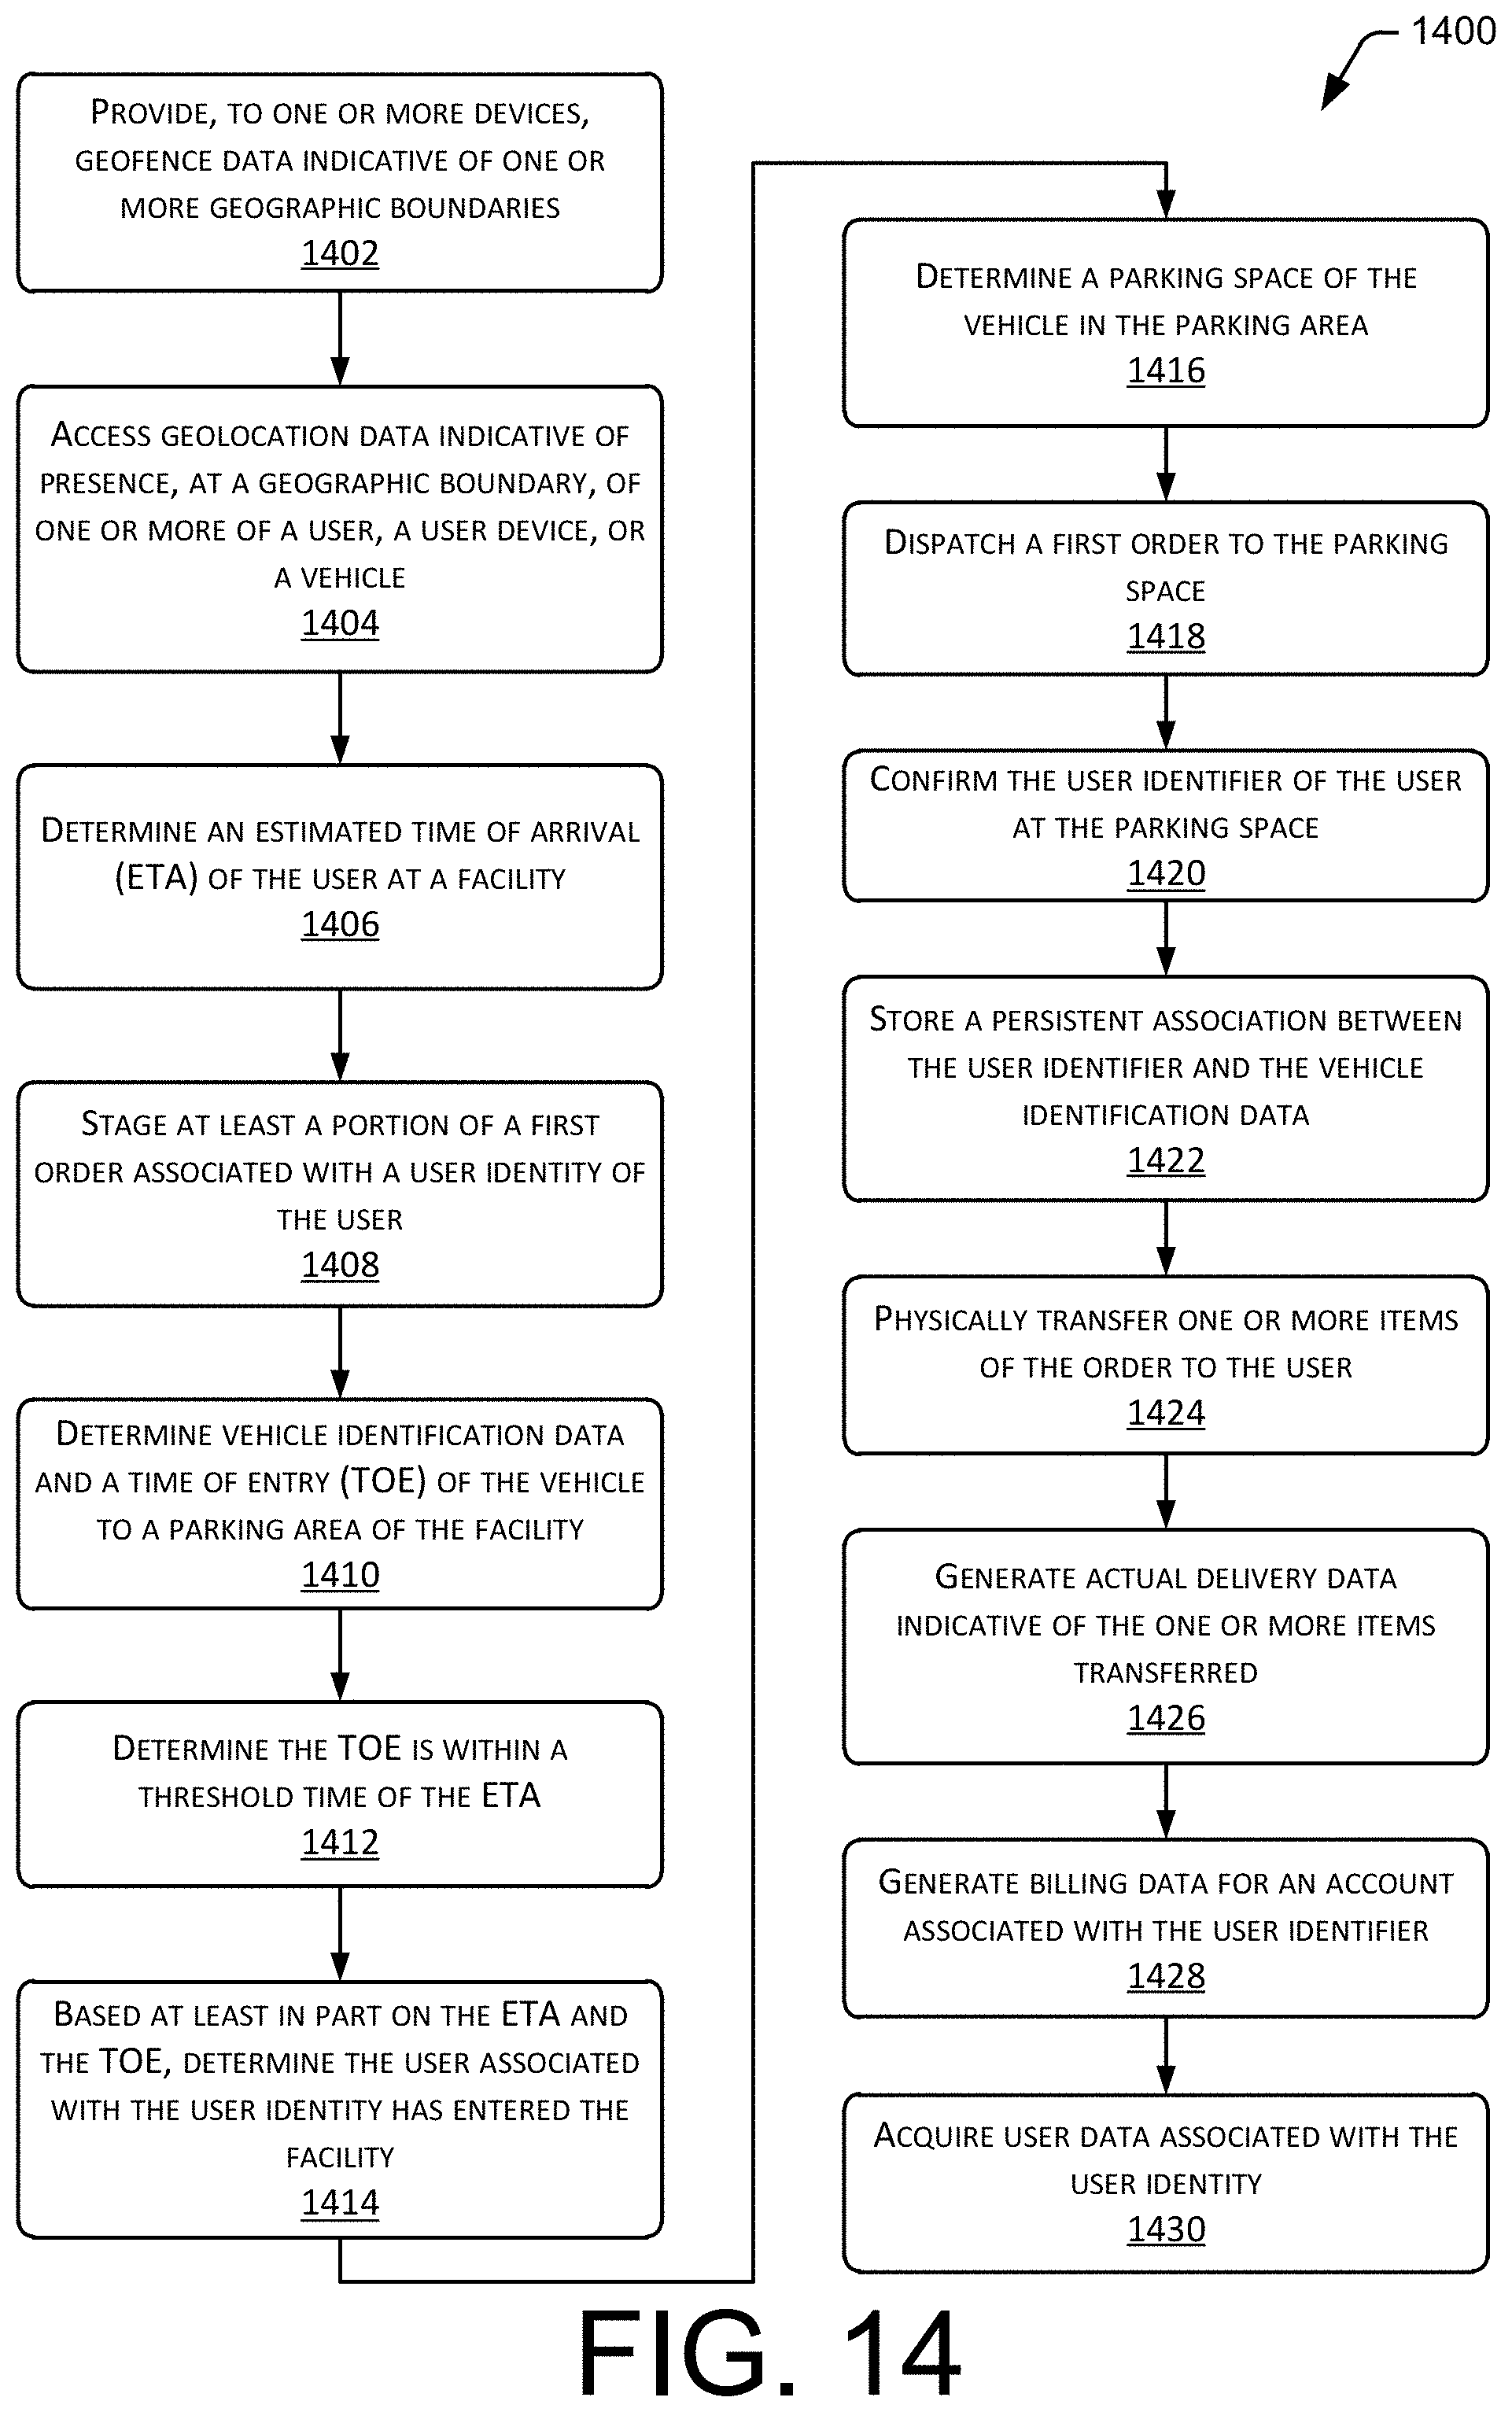 1400
PROVIDE, TO ONE OR MORE DEVICES,
GEOFENCE DATA INDICATIVE OF ONE OR
MORE GEOGRAPHIC BOUNDARIES
1402
ACCESS GEOLOCATION DATA INDICATIVE OF
PRESENCE, AT A GEOGRAPHIC BOUNDARY, OF
ONE OR MORE OF A USER, A USER DEVICE, OR
A VEHICLE
1404
DETERMINE AN ESTIMATED TIME OF ARRIVAL
(ETA) OF THE USER AT A FACILITY
1406
STAGE AT LEAST A PORTION OF A FIRST
ORDER ASSOCIATED WITH A USER IDENTITY OF
THE USER
1408
DETERMINE VEHICLE IDENTIFICATION DATA
AND A TIME OF ENTRY (TOE) OF THE VEHICLE
TO A PARKING AREA OF THE FACILITY
1410
DETERMINE THE TOE IS WITHIN A
THRESHOLD TIME OF THE ETA
1412
BASED AT LEAST IN PART ON THE ETA AND
THE TOE, DETERMINE THE USER ASSOCIATED
WITH THE USER IDENTITY HAS ENTERED THE
FACILITY
1414
DETERMINE A PARKING SPACE OF THE
VEHICLE IN THE PARKING AREA
1416
DISPATCH A FIRST ORDER TO THE PARKING
SPACE
1418
CONFIRM THE USER IDENTIFIER OF THE USER
AT THE PARKING SPACE
1420
STORE A PERSISTENT ASSOCIATION BETWEEN
THE USER IDENTIFIER AND THE VEHICLE
IDENTIFICATION DATA
1422
PHYSICALLY TRANSFER ONE OR MORE ITEMS
OF THE ORDER TO THE USER
1424
GENERATE ACTUAL DELIVERY DATA
INDICATIVE OF THE ONE OR MORE ITEMS
TRANSFERRED
1426
GENERATE BILLING DATA FOR AN ACCOUNT
ASSOCIATED WITH THE USER IDENTIFIER
1428
ACQUIRE USER DATA ASSOCIATED WITH THE
USER IDENTITY
1430
FIG. 14